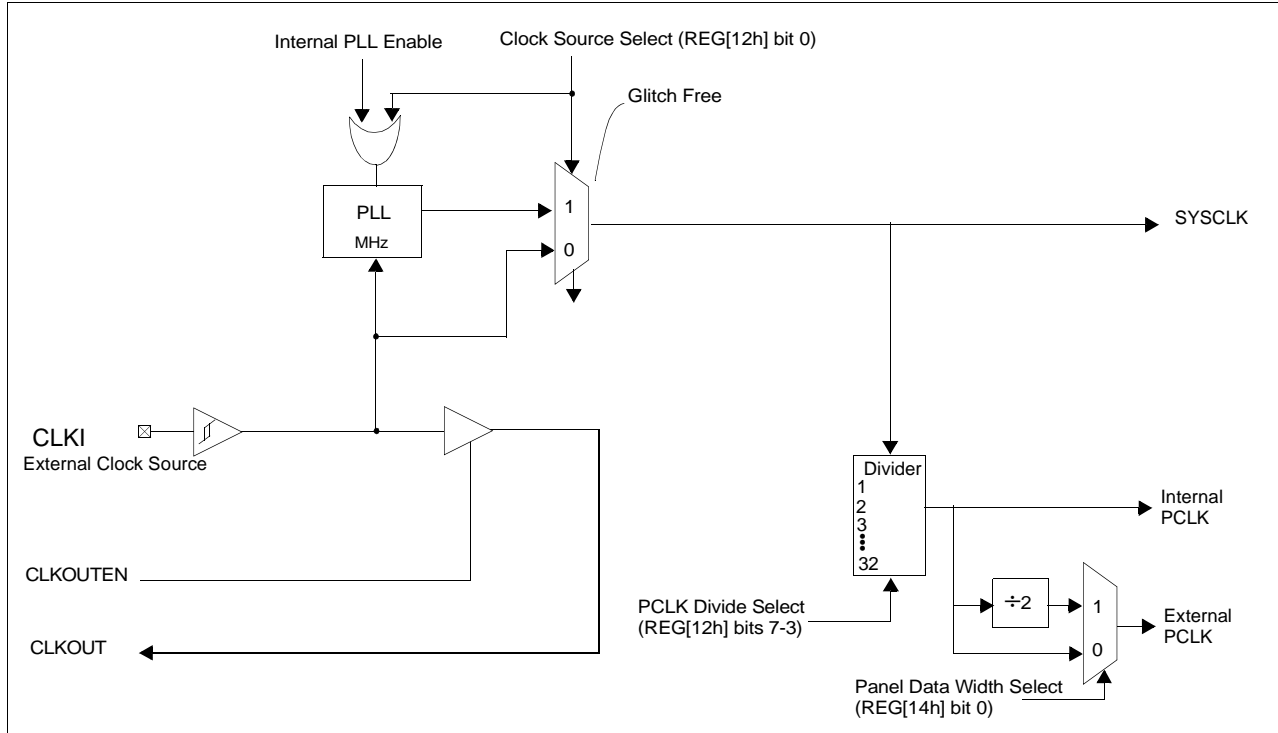 Internal PLL Enable
Clock Source Select (REG[12h] bit 0)
Glitch Free
PLL
MHz
1
0
SYSCLK
CLKI
External Clock Source
Divider
1
2
3
32
Internal
PCLK
÷2
1
0
External
PCLK
CLKOUTEN
PCLK Divide Select
(REG[12h] bits 7-3)
CLKOUT
Panel Data Width Select
(REG[14h] bit 0)